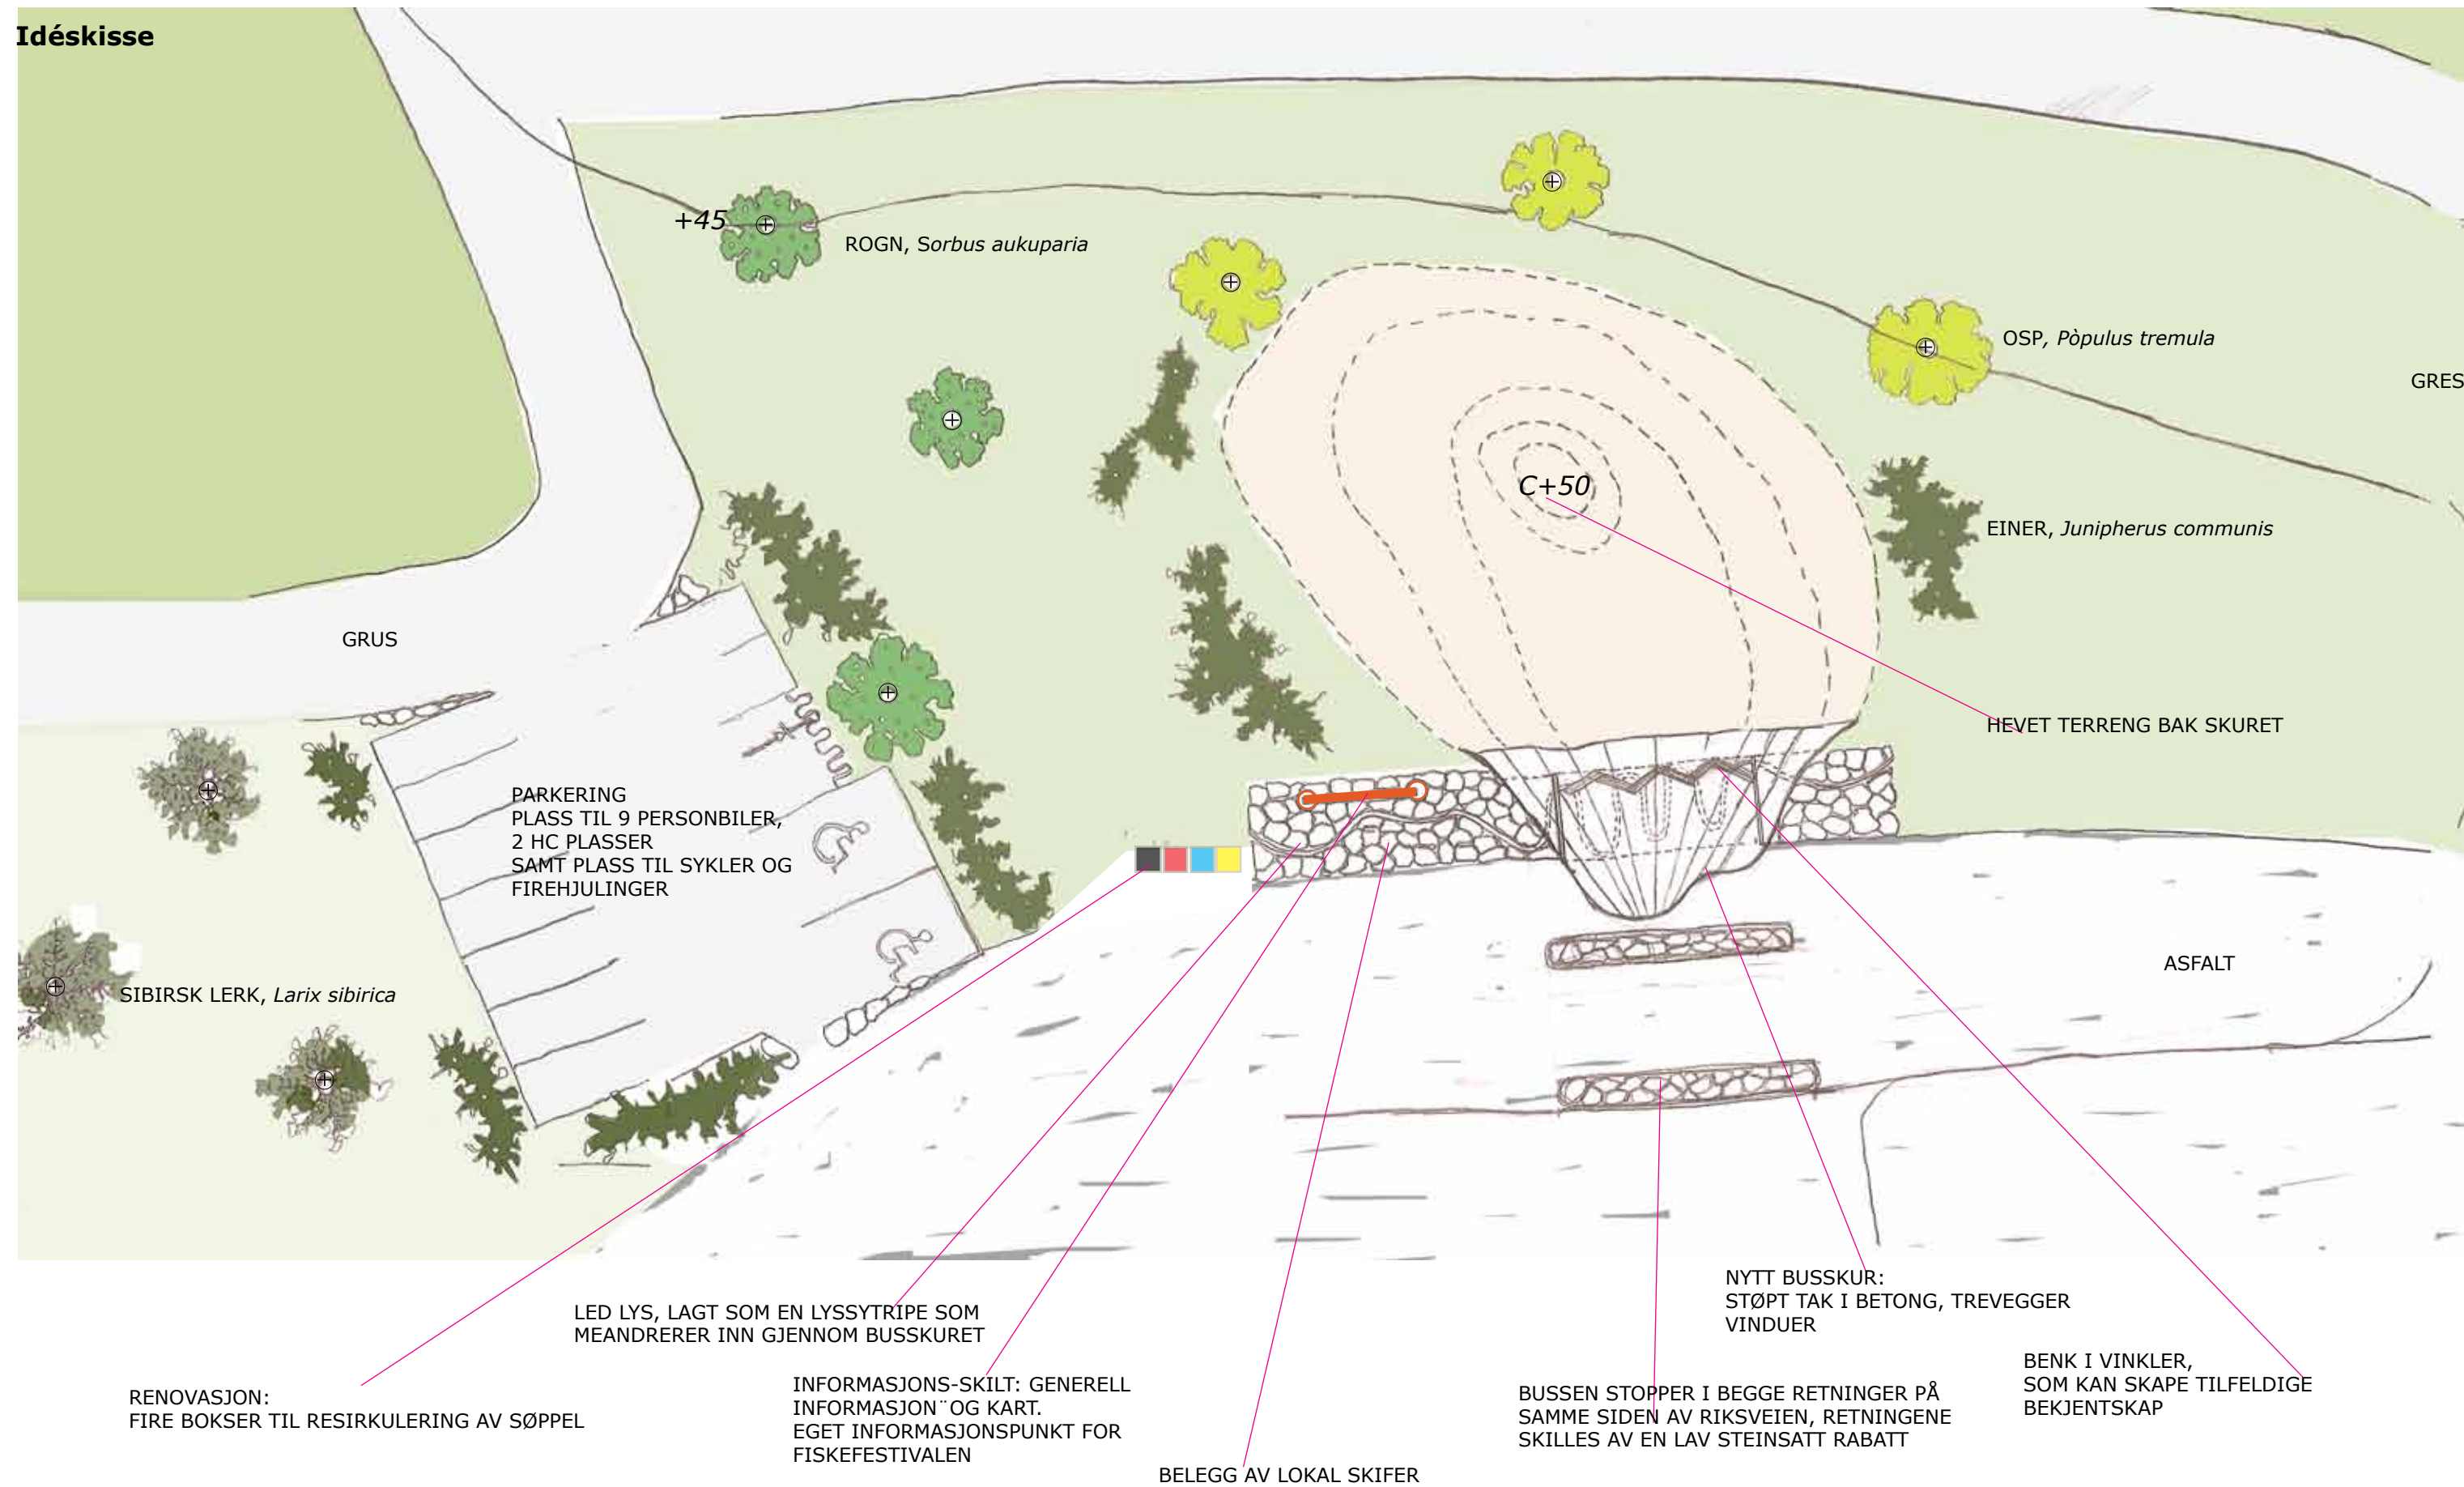 Idéskisse
+45
ROGN, Sorbus aukuparia
OSP, Pòpulus tremula
GRES
C+50
EINER, Junipherus communis
GRUS
HEVET TERRENG BAK SKURET
PARKERING
PLASS TIL 9 PERSONBILER,
2 HC PLASSER
SAMT PLASS TIL SYKLER OG
FIREHJULINGER
ASFALT
SIBIRSK LERK, Larix sibirica
NYTT BUSSKUR:
STØPT TAK I BETONG, TREVEGGER
VINDUER
LED LYS, LAGT SOM EN LYSSYTRIPE SOM
MEANDRERER INN GJENNOM BUSSKURET
BENK I VINKLER,
SOM KAN SKAPE TILFELDIGE
BEKJENTSKAP
INFORMASJONS-SKILT: GENERELL
INFORMASJON¨OG KART.
EGET INFORMASJONSPUNKT FOR
FISKEFESTIVALEN
BUSSEN STOPPER I BEGGE RETNINGER PÅ
SAMME SIDEN AV RIKSVEIEN, RETNINGENE
SKILLES AV EN LAV STEINSATT RABATT
RENOVASJON:
FIRE BOKSER TIL RESIRKULERING AV SØPPEL
BELEGG AV LOKAL SKIFER